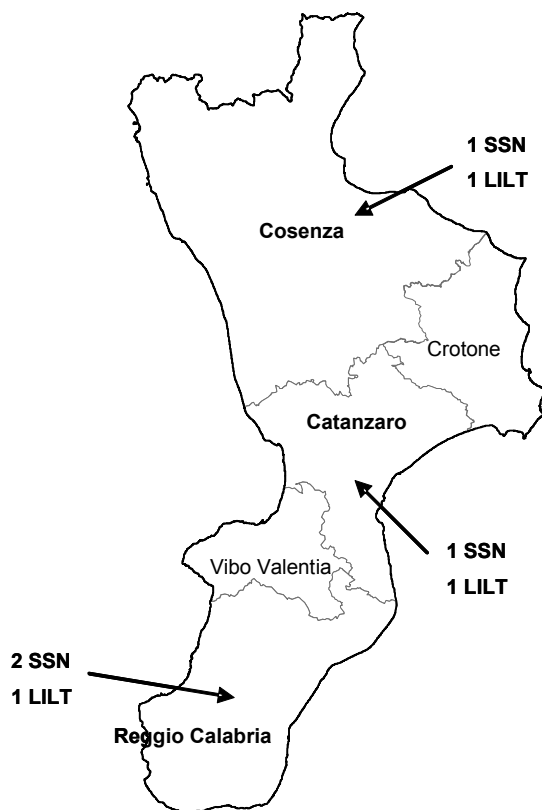 1 SSN
1 LILT
Cosenza
Crotone
Catanzaro
1 SSN
1 LILT
Vibo Valentia
2 SSN
1 LILT
Reggio Calabria